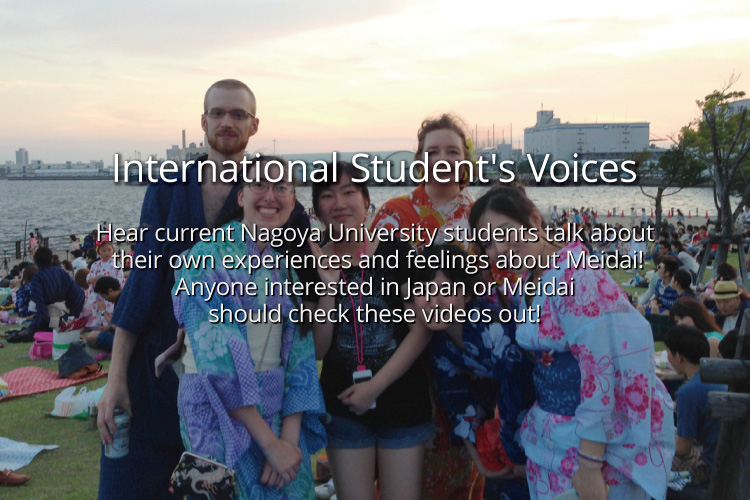 International Student's Voices
Hear current Nagoya University students talk about
their own experiences and feelings about Meidai!
Anyone interested in Japan or Meidai
should check these videos out!